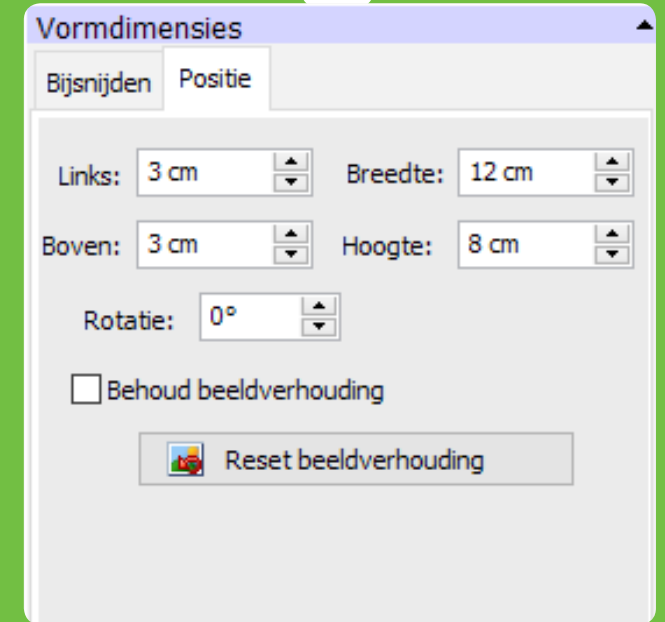 Vormdimensies
Bijsnijden Positie
Links: 3 cm Breedte: 12 cm
Boven: 3 cm Hoogte: 8 cm
Rotatie: 0°
Behoud beeldverhouding
Reset beeldverhouding